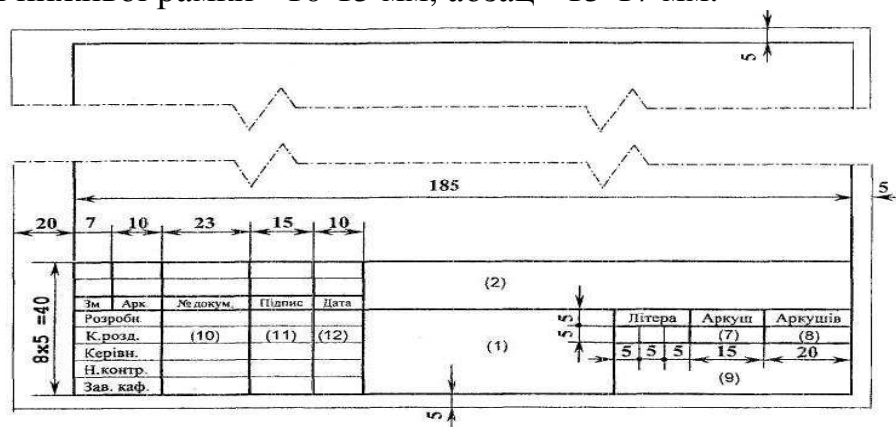 рамки – 10-15 мм, абзац – 15-17 мм.
5
185
5
20 7 10 23 15 10
(2)
8x5 =40
Зм Арк № докум. Підпис Дата
5 Літера Аркуш Аркушів
Розробн.
К.розд. (10) (11) (12) (1) 5 (7) (8)
Керівн. 5 5 5 15 20
Н.контр. (9)
Зав. каф.
5